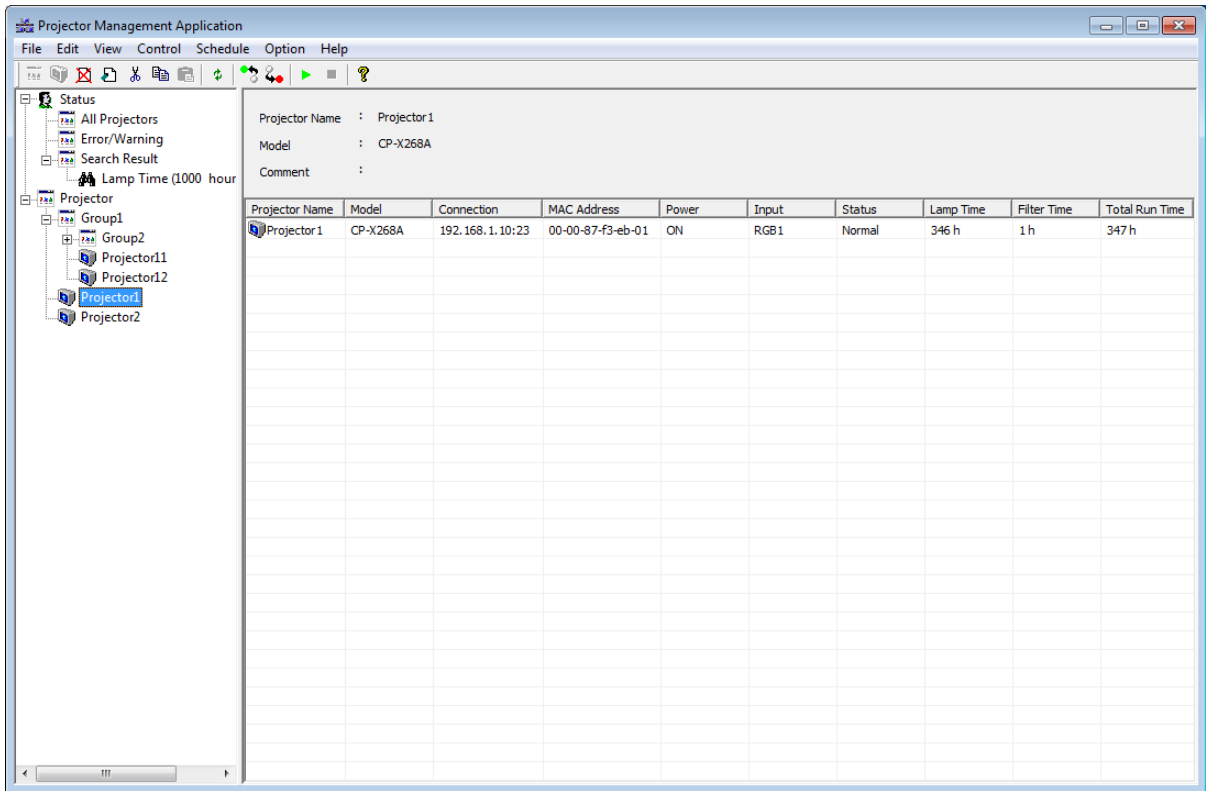 Projector Management Application
File Edit View Control Schedule Option Help
Status
All Projectors
Error/Warning
Search Result
Lamp Time (1000 hour
Projector
Group1
Group2
Projector11
Projector12
Projector1
Projector2
Projector Name : Projector1
Model : CP-X268A
Comment :
Projector Name Model Connection MAC Address Power Input Status Lamp Time Filter Time Total Run Time
Projector1 CP-X268A 192.168.1.10:23 00-00-87-f3-eb-01 ON RGB1 Normal 346 h 1 h 347 h